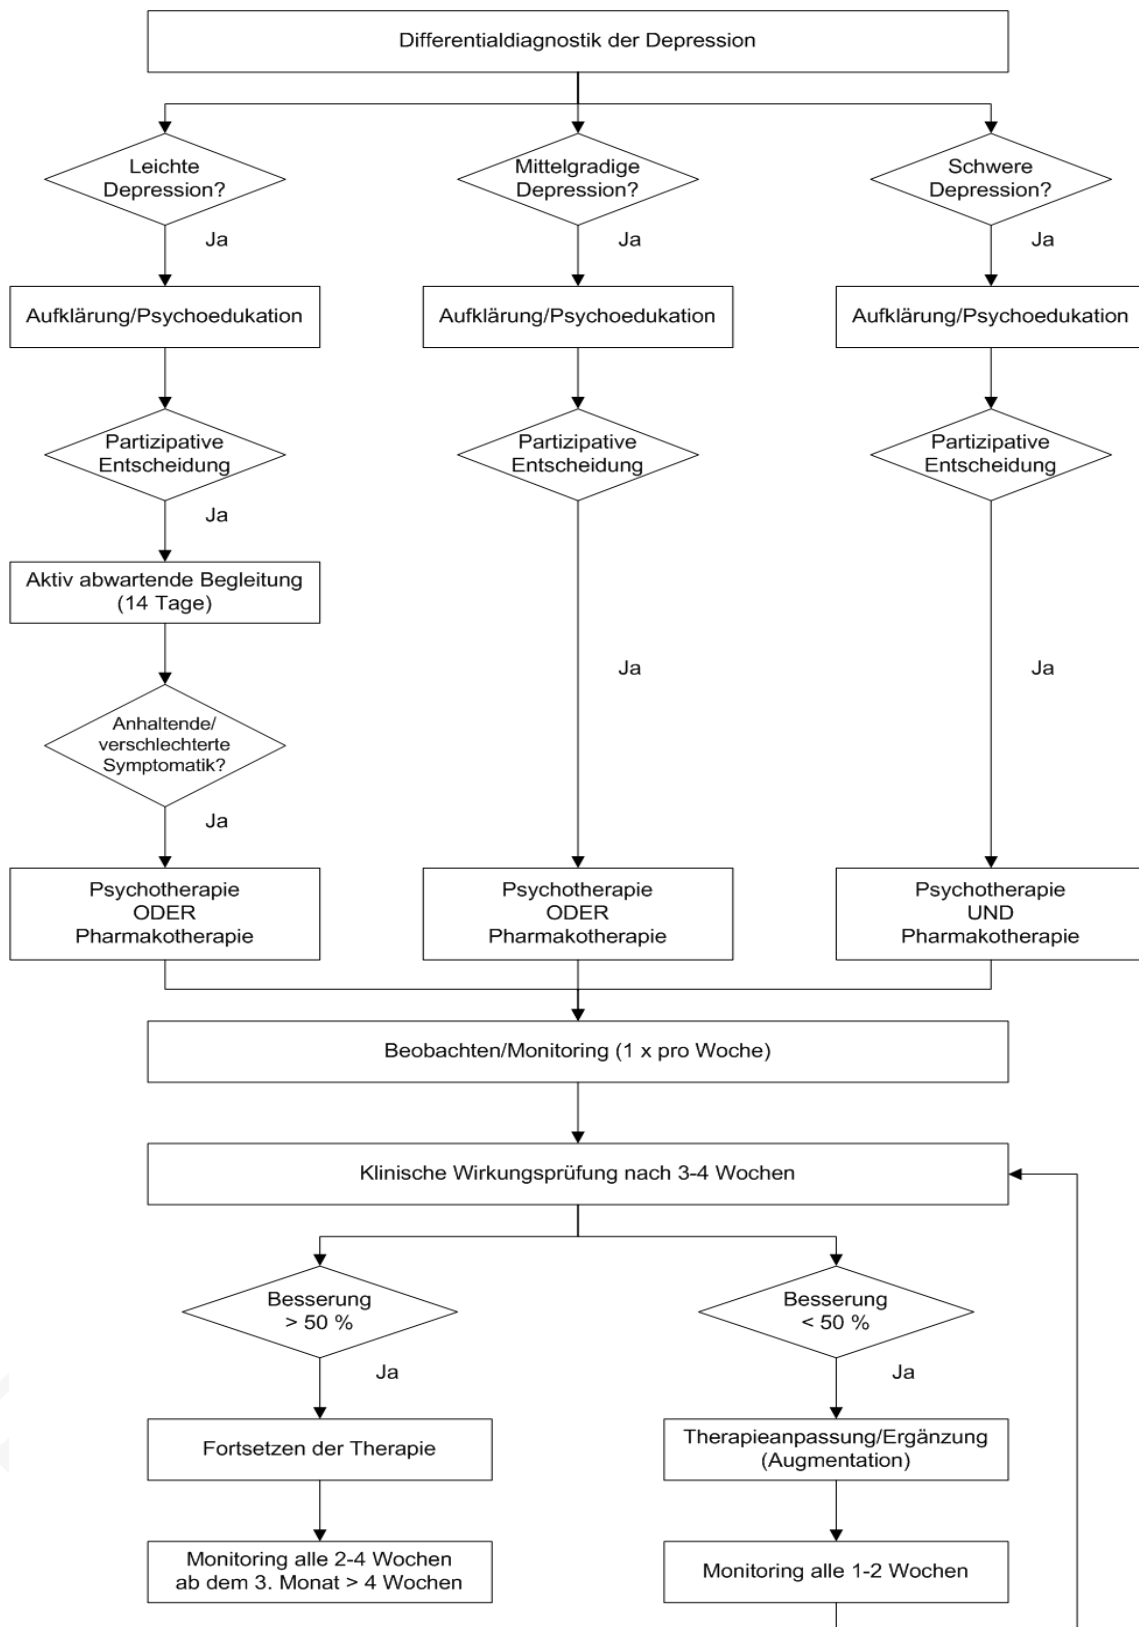 Differentialdiagnostik der Depression
Leichte
Depression?
Mittelgradige
Depression?
Schwere
Depression?
Ja
Ja
Ja
Aufklärung/Psychoedukation
Aufklärung/Psychoedukation
Aufklärung/Psychoedukation
Partizipative
Entscheidung
Partizipative
Entscheidung
Partizipative
Entscheidung
Ja
Aktiv abwartende Begleitung
(14 Tage)
Ja
Ja
Anhaltende/
verschlechterte
Symptomatik?
Ja
Psychotherapie
ODER
Pharmakotherapie
Psychotherapie
ODER
Pharmakotherapie
Psychotherapie
UND
Pharmakotherapie
Beobachten/Monitoring (1 x pro Woche)
Klinische Wirkungsprüfung nach 3-4 Wochen
Besserung
> 50 %
Besserung
< 50 %
Ja
Ja
Fortsetzen der Therapie
Therapieanpassung/Ergänzung
(Augmentation)
Monitoring alle 2-4 Wochen
ab dem 3. Monat > 4 Wochen
Monitoring alle 1-2 Wochen